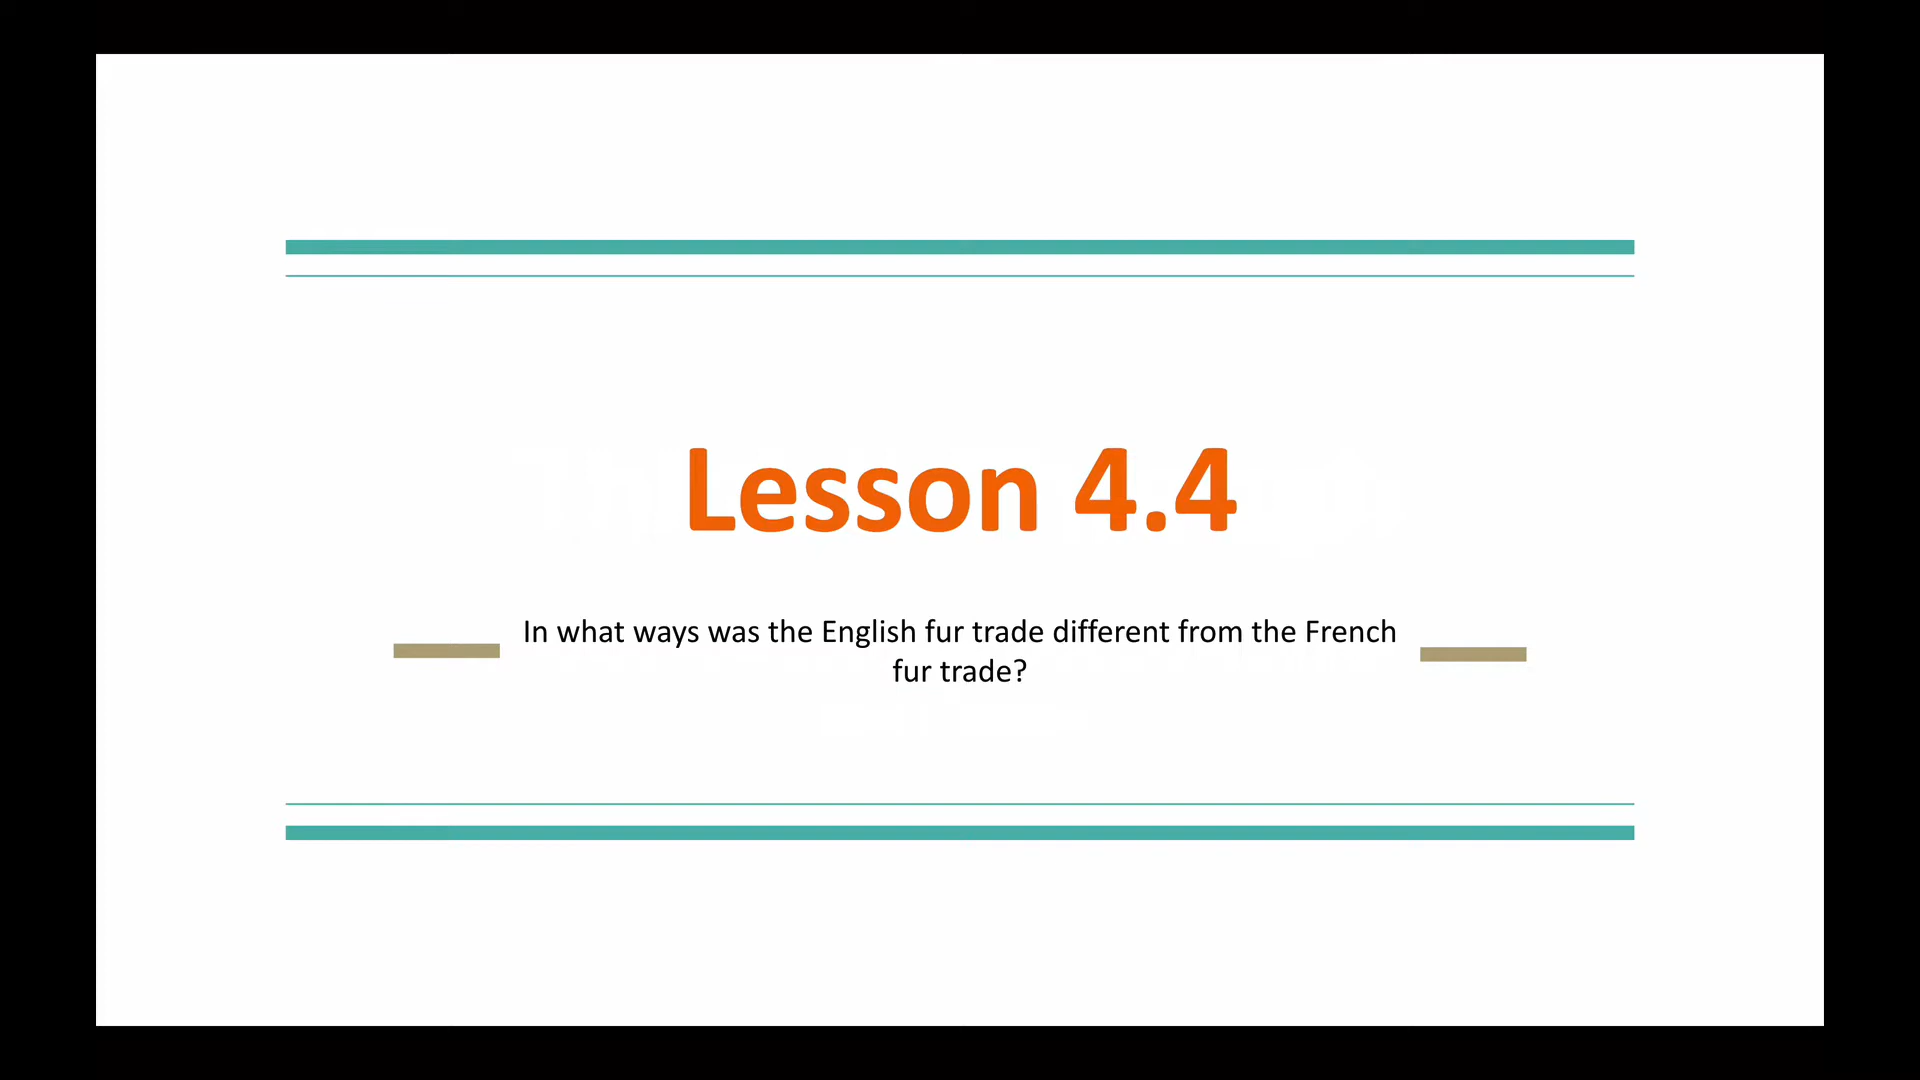 Lesson 4.4
In what ways was the English fur trade different from the French
fur trade?